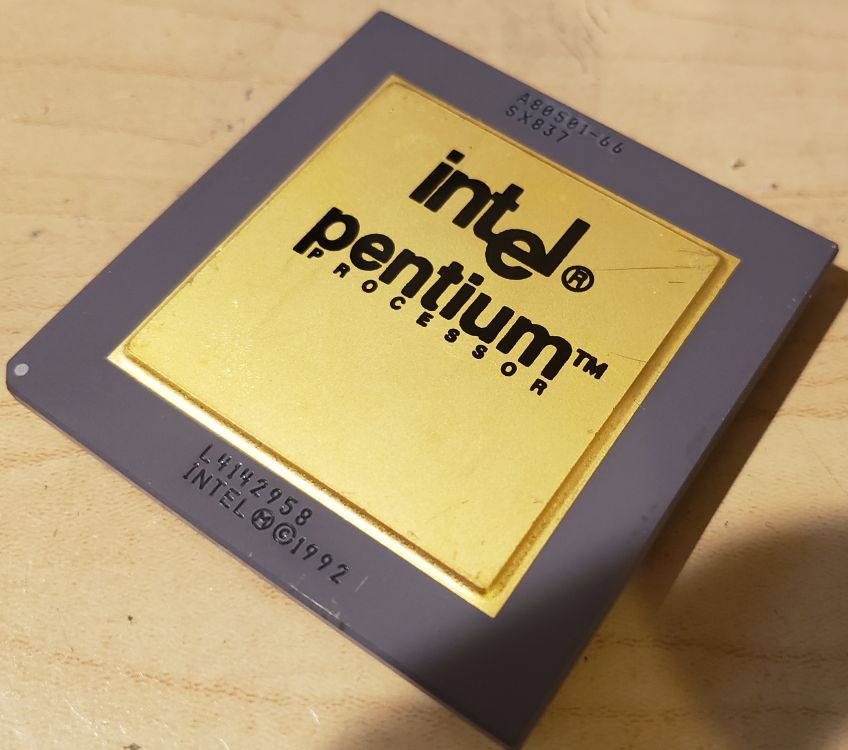 A80501-66
SX837
intel®
pentium™
PROCESSOR
L4142958
INTEL Ⓜ©1992